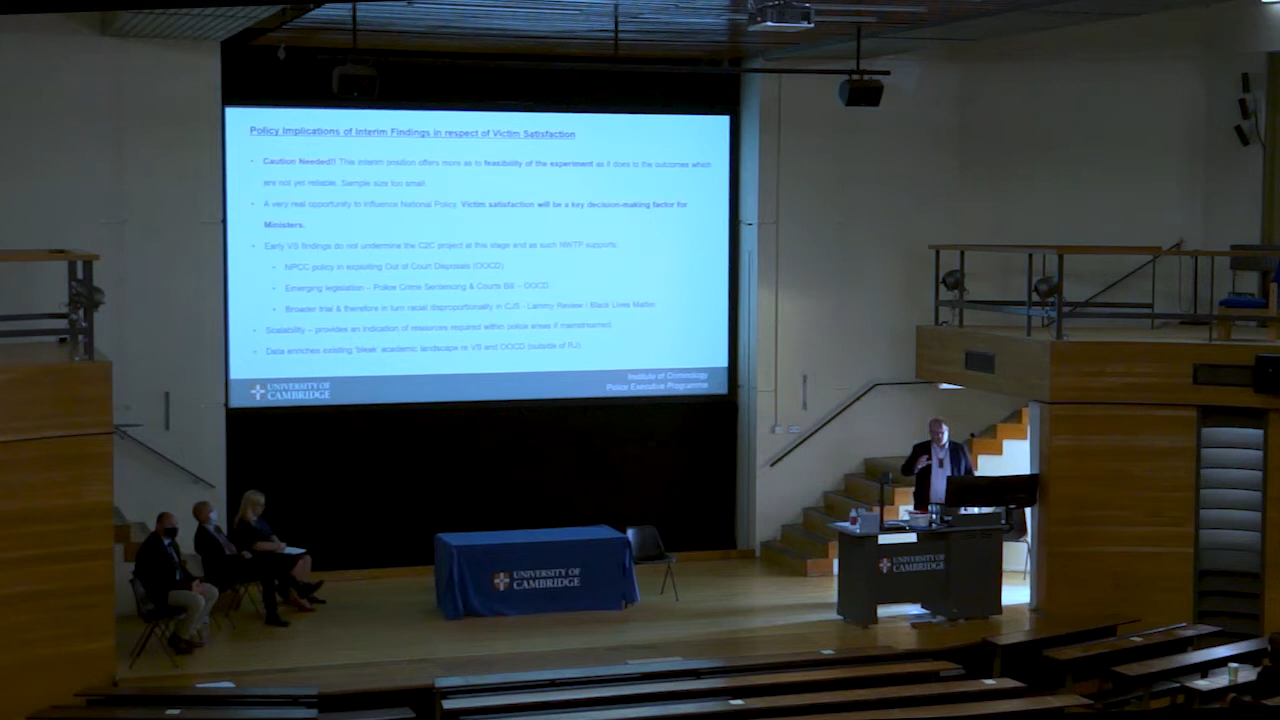 Policy Implications of Interim Findings in respect of Victim Satisfaction
• Caution Needed!! This interim position offers more as to feasibility of the experiment as it does to the outcomes which
are not yet reliable. Sample size too small.
• A very real opportunity to influence National Policy. Victim satisfaction will be a key decision-making factor for
Ministers.
• Early VS findings do not undermine the C2C project at this stage and as such NWTP supports:
• NPCC policy in exploiting Out of Court Disposals (OOCD)
• Emerging legislation – Police Crime Sentencing & Courts Bill – OOCD
• Broader trial & therefore in turn racial disproportionality in CJS - Lammy Review / Black Lives Matter
• Scalability – provides an indication of resources required within police areas if mainstreamed
• Data enriches existing 'bleak' academic landscape re VS and OOCD (outside of RJ)
UNIVERSITY OF
CAMBRIDGE
Institute of Criminology
Police Executive Programme
UNIVERSITY OF
CAMBRIDGE
UNIVERSITY OF
CAMBRIDGE